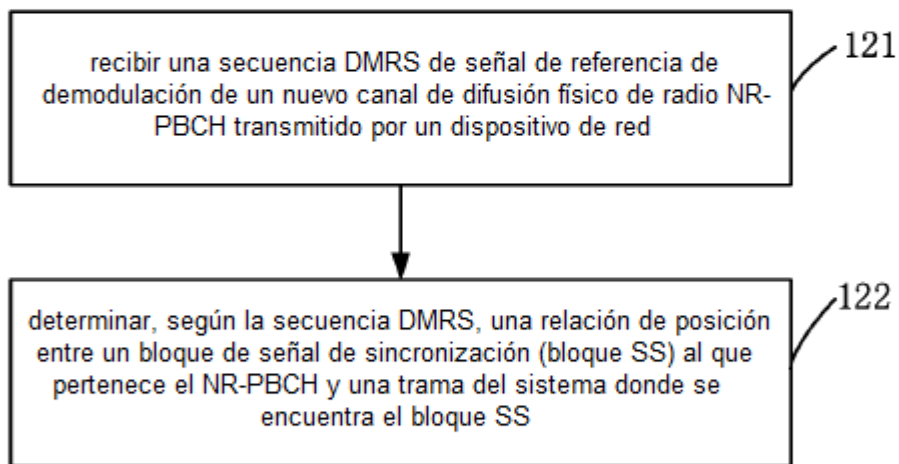 recibir una secuencia DMRS de señal de referencia de
demodulación de un nuevo canal de difusión físico de radio NR-
PBCH transmitido por un dispositivo de red
121
determinar, según la secuencia DMRS, una relación de posición
entre un bloque de señal de sincronización (bloque SS) al que
pertenece el NR-PBCH y una trama del sistema donde se
encuentra el bloque SS
122